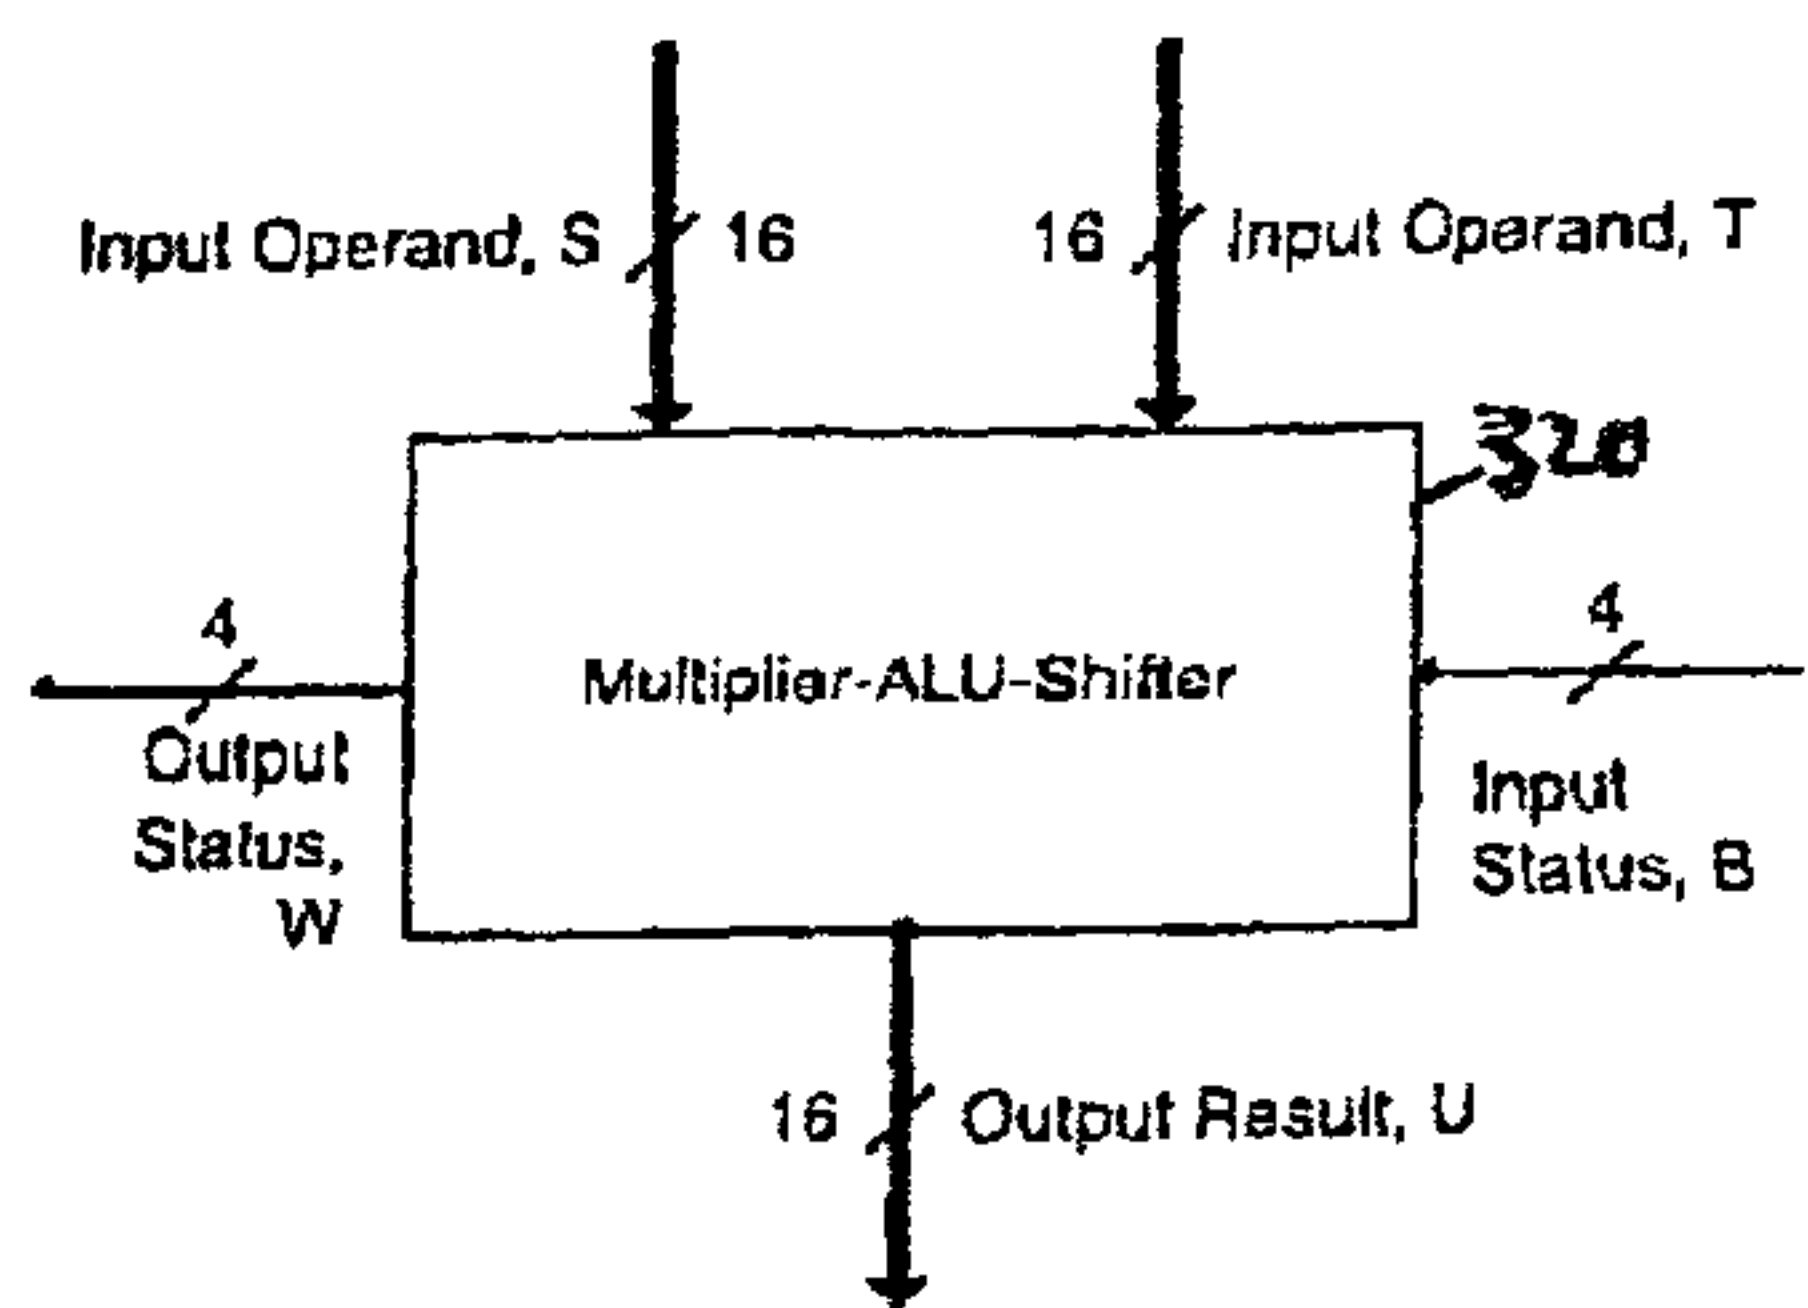 Input Operand, S
16
16
Input Operand, T
320
4
4
Multiplier-ALU-Shifter
Output
Status,
W
Input
Status, B
16
Output Result, U